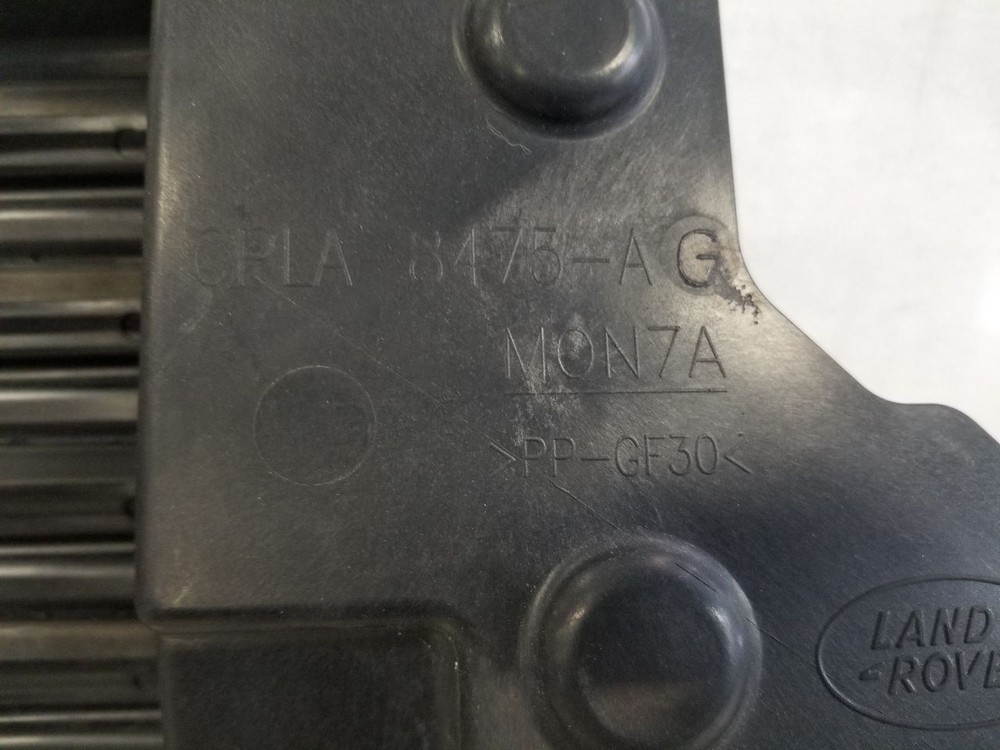 CPLA 8475-AG
MON7A
>PP-GF30<
LAND
-ROVE